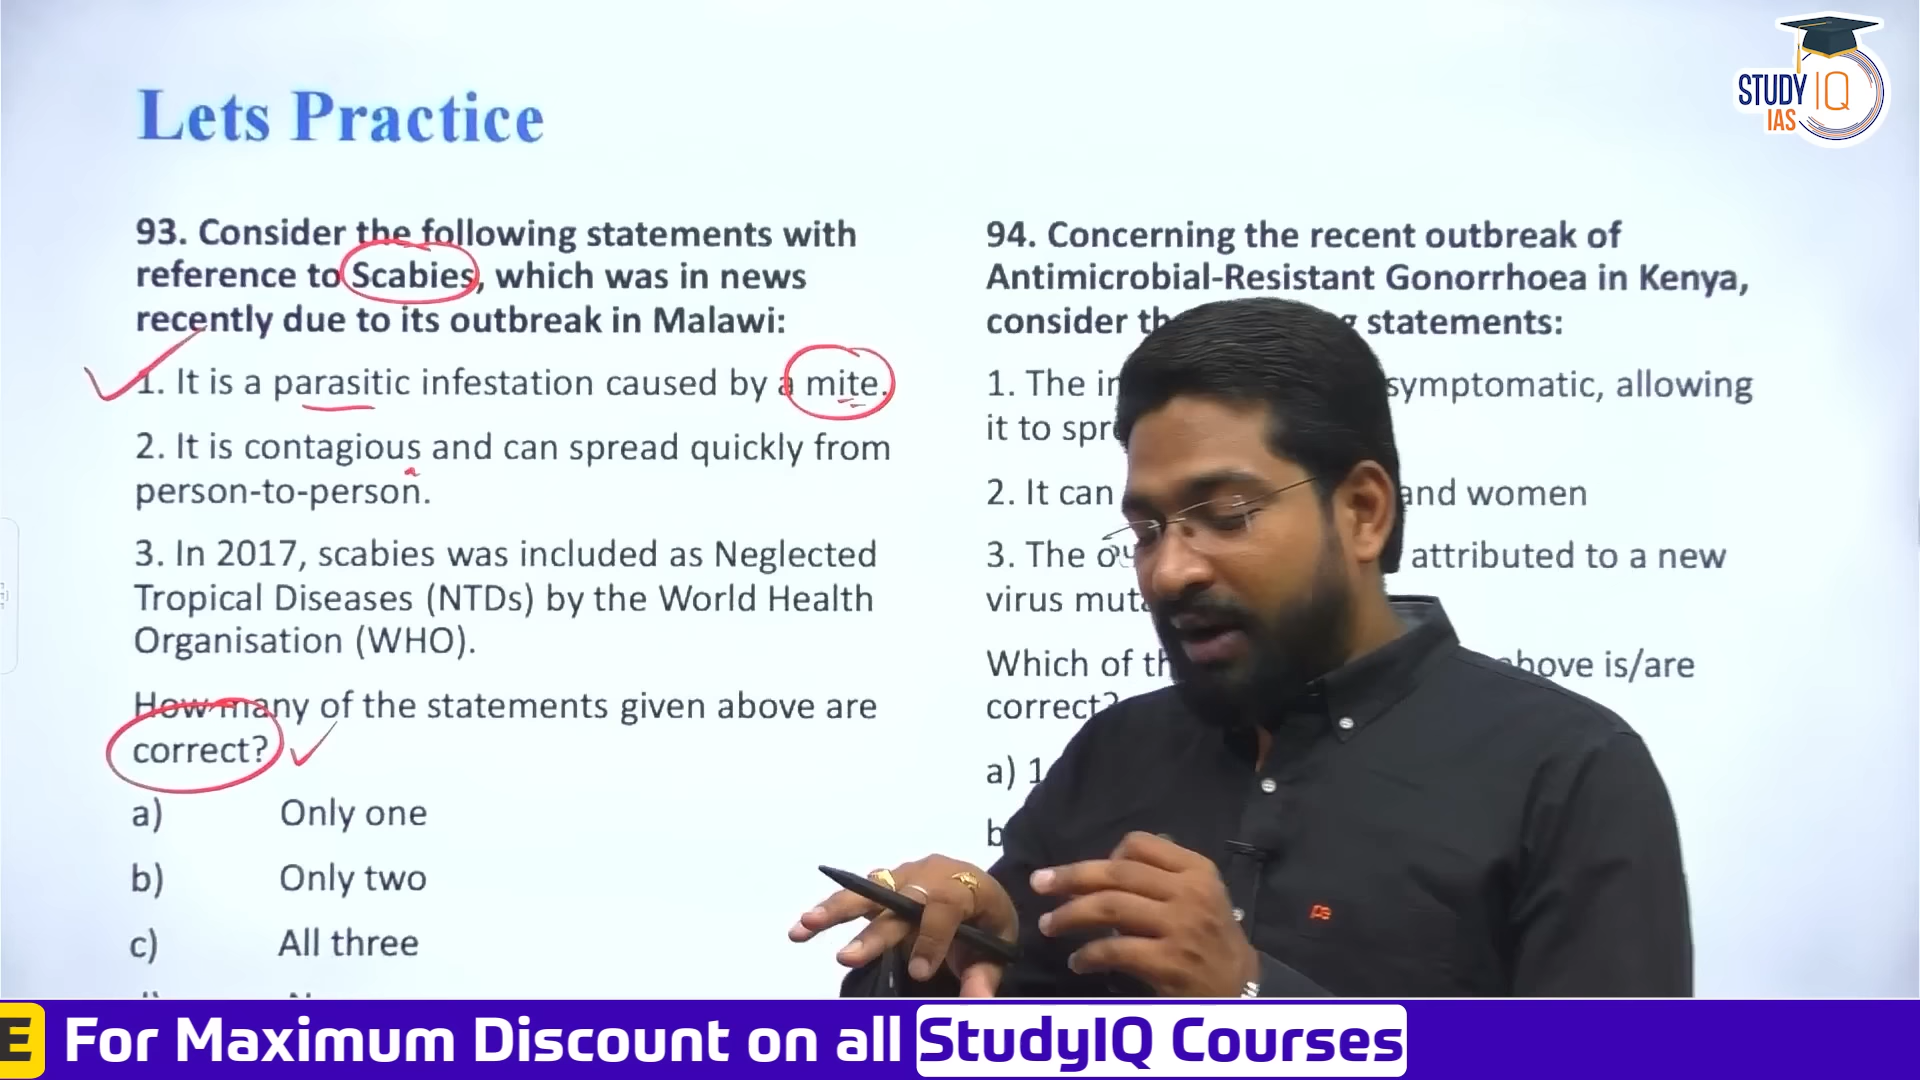 STUDY IQ
IAS
Lets Practice
93. Consider the following statements with
reference to Scabies, which was in news
recently due to its outbreak in Malawi:
1. It is a parasitic infestation caused by a mite.
2. It is contagious and can spread quickly from
person-to-person.
3. In 2017, scabies was included as Neglected
Tropical Diseases (NTDs) by the World Health
Organisation (WHO).
How many of the statements given above are
correct?
a) Only one
b) Only two
c) All three
94. Concerning the recent outbreak of
Antimicrobial-Resistant Gonorrhoea in Kenya,
consider statements:
1. The symptomatic, allowing
it to
2. It can and women
3. The attributed to a new
virus
Which of above is/are
correct?
a) 1
b
E For Maximum Discount on all StudyIQ Courses